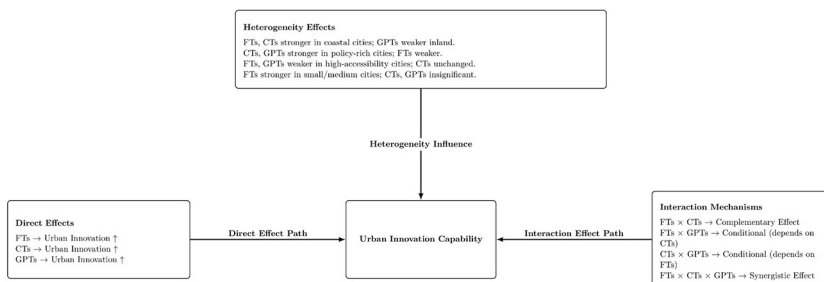 Heterogeneity Effects
FTs, CTs stronger in coastal cities; GPTs weaker inland.
CTs, GPTs stronger in policy-rich cities; FTs weaker.
FTs, GPTs weaker in high-accessibility cities; CTs unchanged.
FTs stronger in small/medium cities; CTs, GPTs insignificant.
Heterogeneity Influence
Direct Effects
FTs → Urban Innovation ↑
CTs → Urban Innovation ↑
GPTs → Urban Innovation ↑
Direct Effect Path
Urban Innovation Capability
Interaction Effect Path
Interaction Mechanisms
FTs × CTs → Complementary Effect
FTs × GPTs → Conditional (depends on
CTs)
CTs × GPTs → Conditional (depends on
FTs)
FTs × CTs × GPTs → Synergistic Effect